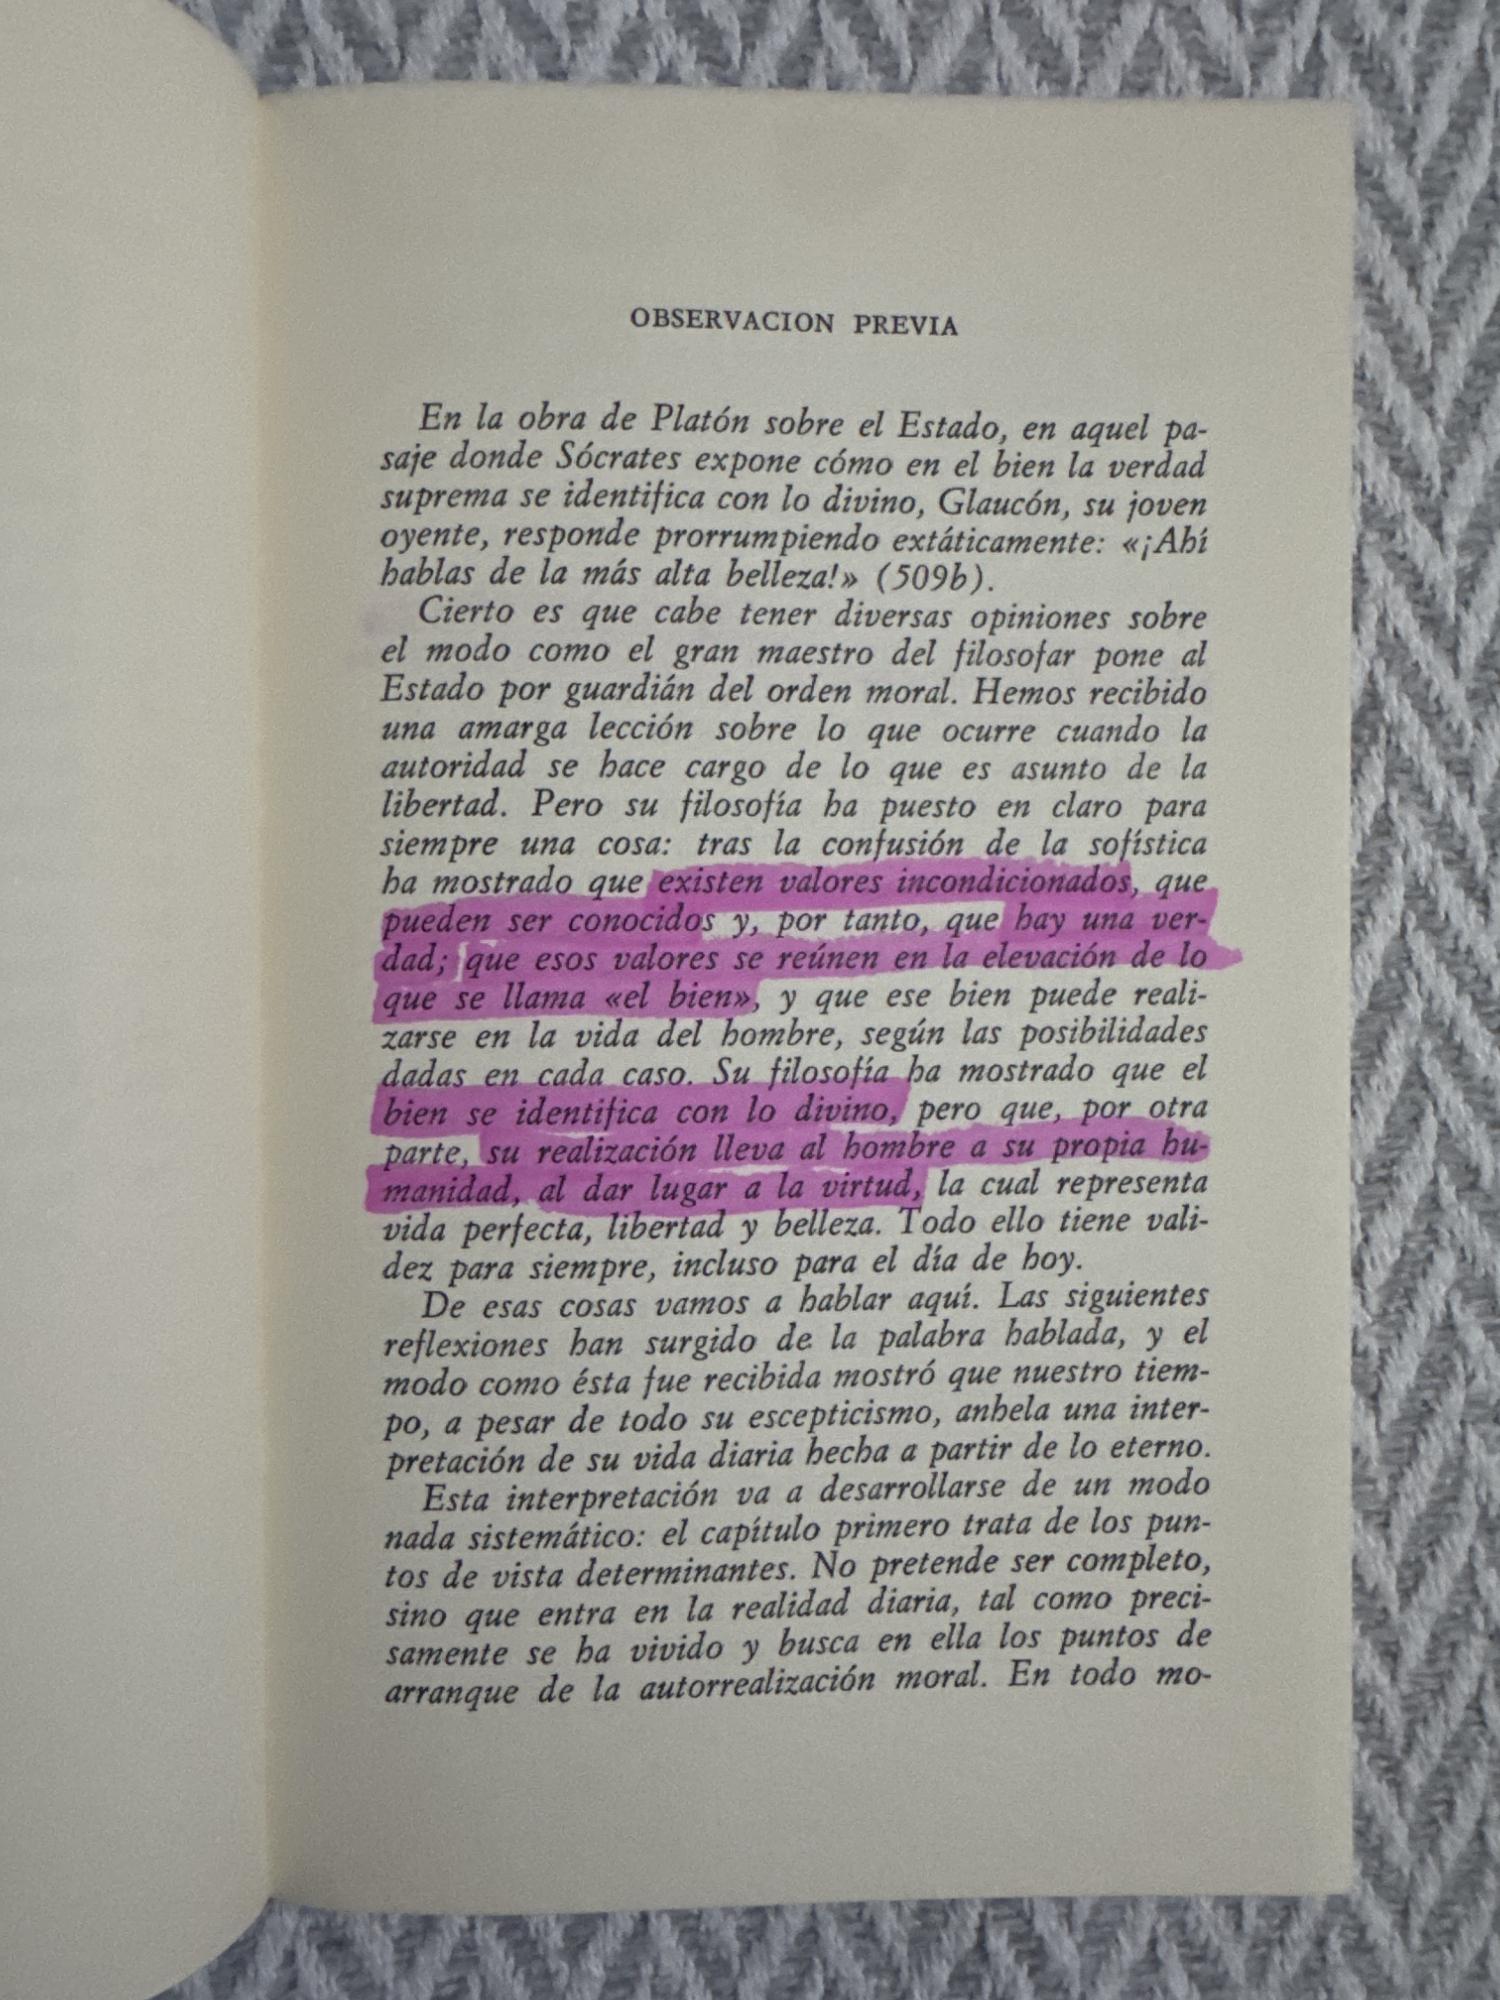 OBSERVACION PREVIA
En la obra de Platón sobre el Estado, en aquel pa-
saje donde Sócrates expone cómo en el bien la verdad
suprema se identifica con lo divino, Glaucón, su joven
oyente, responde prorrumpiendo extáticamente: «¡Ahí
hablas de la más alta belleza!» (509b).
Cierto es que cabe tener diversas opiniones sobre
el modo como el gran maestro del filosofar pone al
Estado por guardián del orden moral. Hemos recibido
una amarga lección sobre lo que ocurre cuando la
autoridad se hace cargo de lo que es asunto de la
libertad. Pero su filosofía ha puesto en claro para
siempre una cosa: tras la confusión de la sofística
ha mostrado que existen valores incondicionados, que
pueden ser conocidos y, por tanto, que hay una ver-
dad; que esos valores se reúnen en la elevación de lo
que se llama «el bien», y que ese bien puede reali-
zarse en la vida del hombre, según las posibilidades
dadas en cada caso. Su filosofía ha mostrado que el
bien se identifica con lo divino, pero que, por otra
parte, su realización lleva al hombre a su propia hu-
manidad, al dar lugar a la virtud, la cual representa
vida perfecta, libertad y belleza. Todo ello tiene vali-
dez para siempre, incluso para el día de hoy.
De esas cosas vamos a hablar aquí. Las siguientes
reflexiones han surgido de la palabra hablada, y el
modo como ésta fue recibida mostró que nuestro tiem-
po, a pesar de todo su escepticismo, anhela una inter-
pretación de su vida diaria hecha a partir de lo eterno.
Esta interpretación va a desarrollarse de un modo
nada sistemático: el capítulo primero trata de los pun-
tos de vista determinantes. No pretende ser completo,
sino que entra en la realidad diaria, tal como preci-
samente se ha vivido y busca en ella los puntos de
arranque de la autorrealización moral. En todo mo-